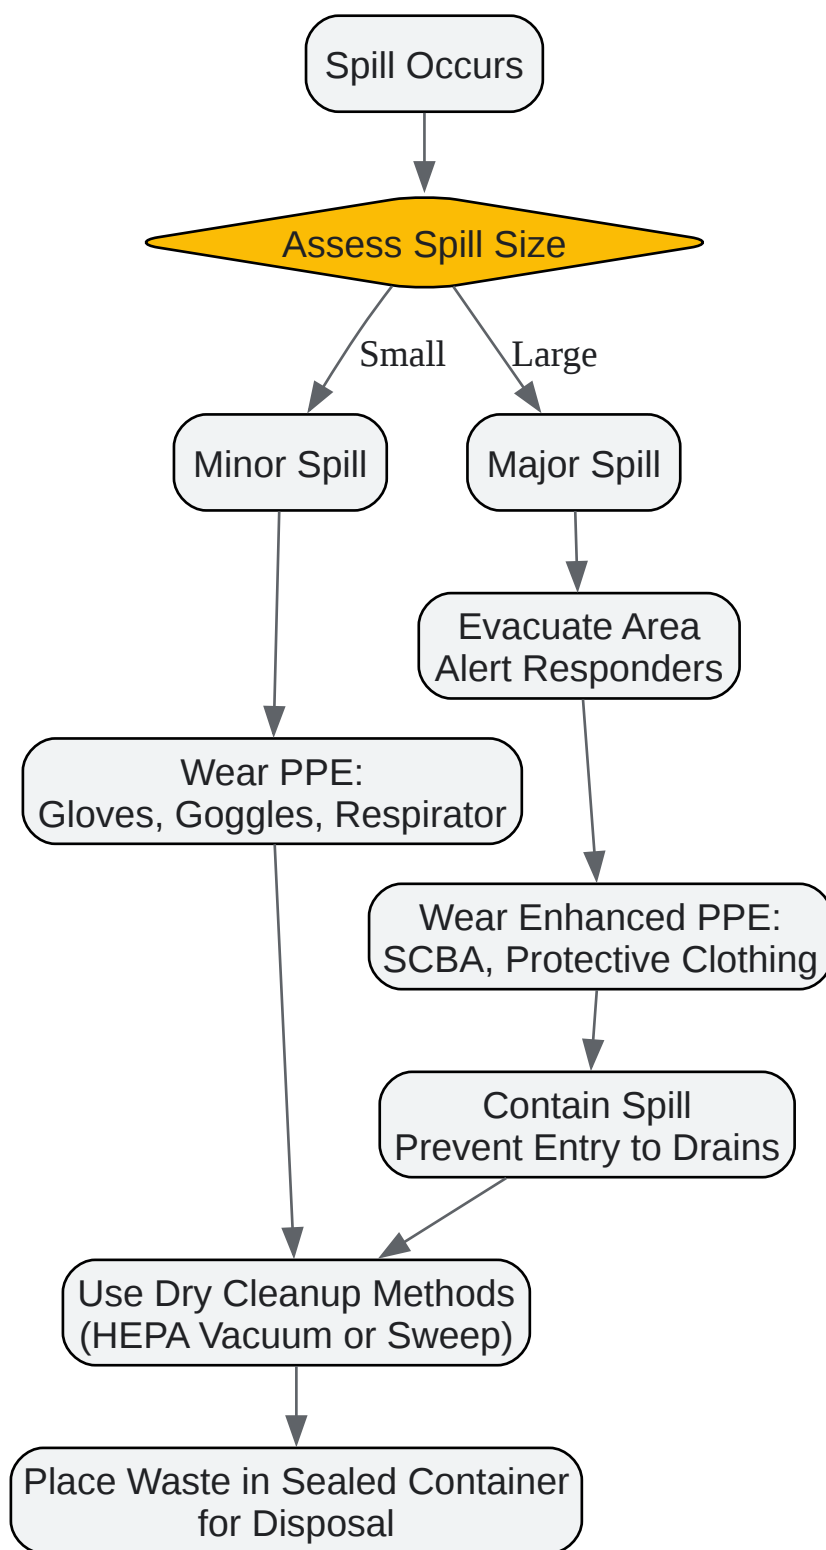 Spill Occurs
Assess Spill Size
Small
Large
Minor Spill
Major Spill
Evacuate Area
Alert Responders
Wear PPE:
Gloves, Goggles, Respirator
Wear Enhanced PPE:
SCBA, Protective Clothing
Contain Spill
Prevent Entry to Drains
Use Dry Cleanup Methods
(HEPA Vacuum or Sweep)
Place Waste in Sealed Container
for Disposal